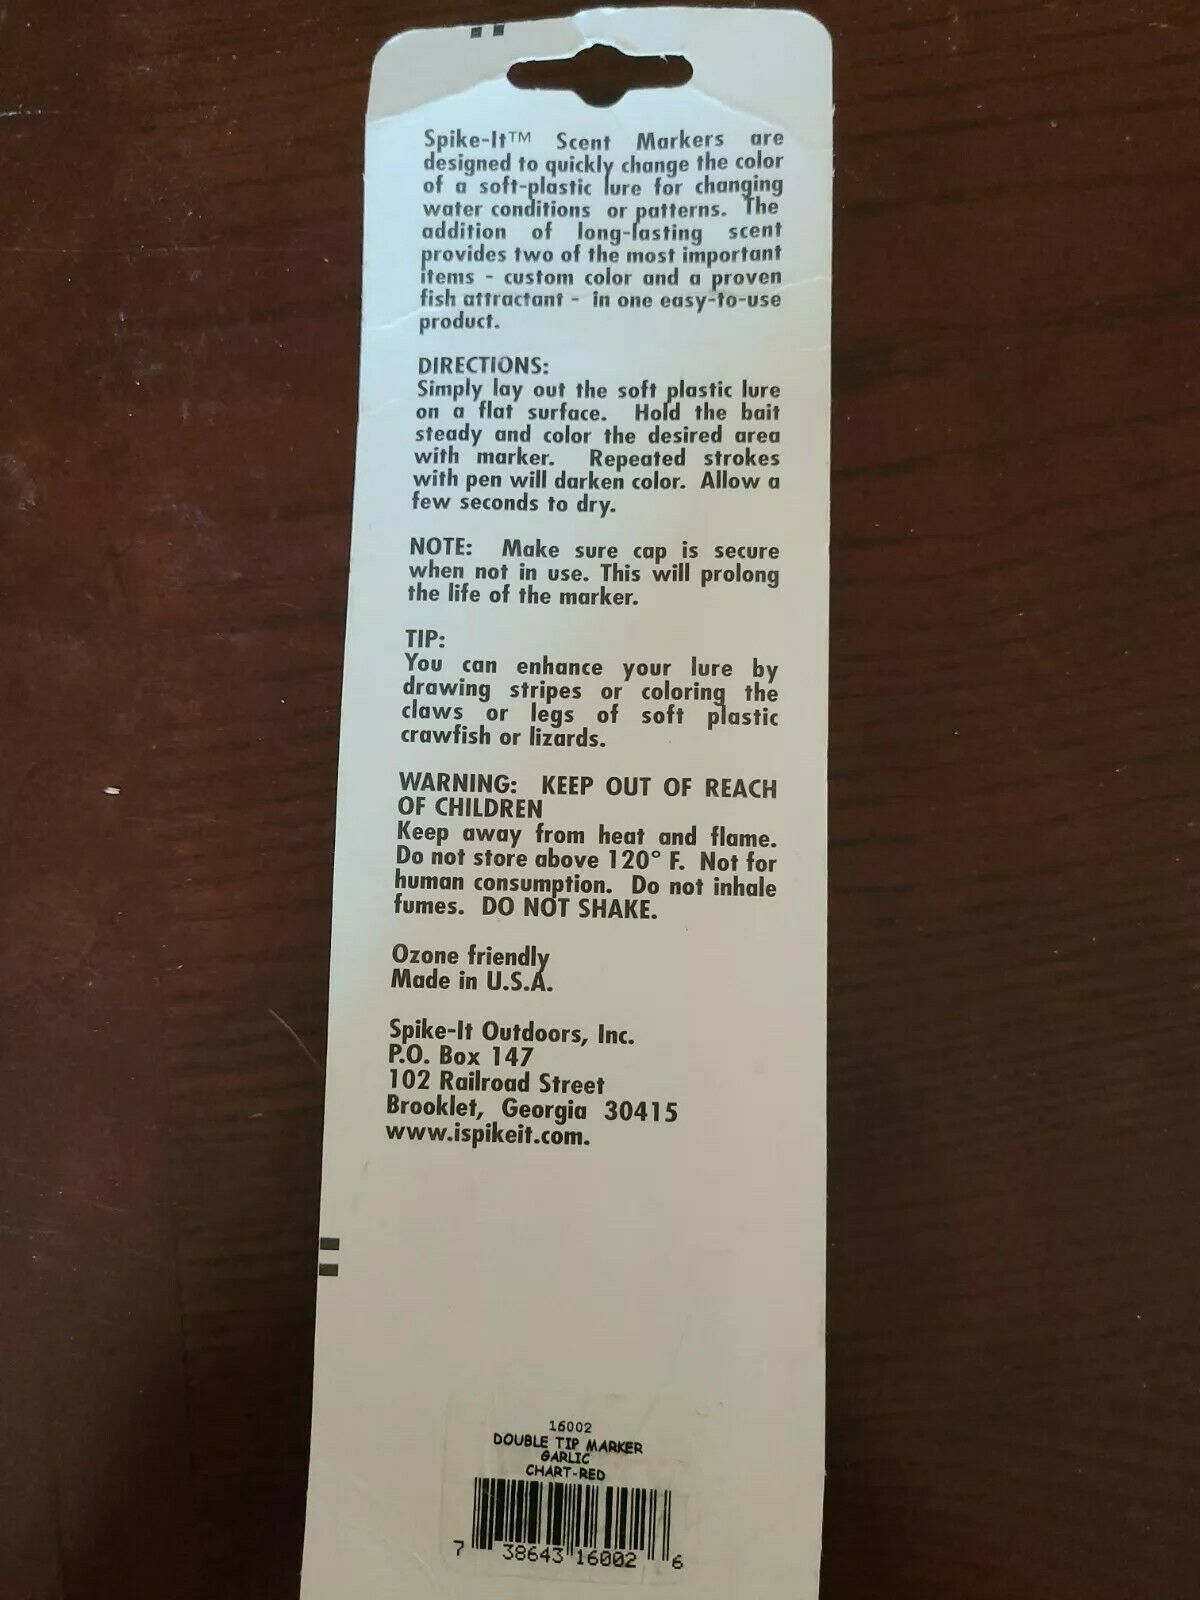 Spike-It™ Scent Markers are
designed to quickly change the color
of a soft-plastic lure for changing
water conditions or patterns. The
addition of long-lasting scent
provides two of the most important
items - custom color and a proven
fish attractant - in one easy-to-use
product.
DIRECTIONS:
Simply lay out the soft plastic lure
on a flat surface. Hold the bait
steady and color the desired area
with marker. Repeated strokes
with pen will darken color. Allow a
few seconds to dry.
NOTE: Make sure cap is secure
when not in use. This will prolong
the life of the marker.
TIP:
You can enhance your lure by
drawing stripes or coloring the
claws or legs of soft plastic
crawfish or lizards.
WARNING: KEEP OUT OF REACH
OF CHILDREN
Keep away from heat and flame.
Do not store above 120° F. Not for
human consumption. Do not inhale
fumes. DO NOT SHAKE.
Ozone friendly
Made in U.S.A.
Spike-It Outdoors, Inc.
P.O. Box 147
102 Railroad Street
Brooklet, Georgia 30415
www.ispikeit.com.
16002
DOUBLE TIP MARKER
GARLIC
CHART-RED
7 38643 16002 6